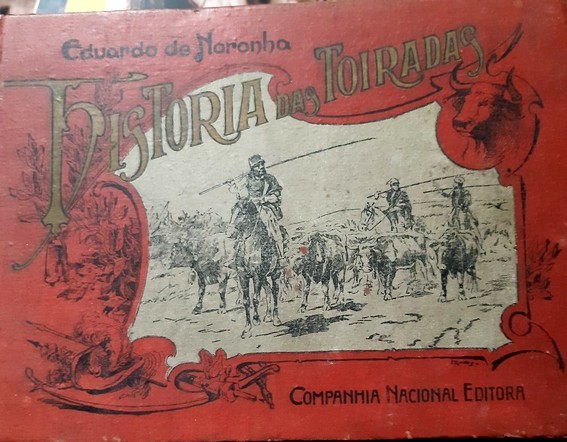 Eduardo de Noronha
HISTORIA DAS TOIRADAS
COMPANHIA NACIONAL EDITORA